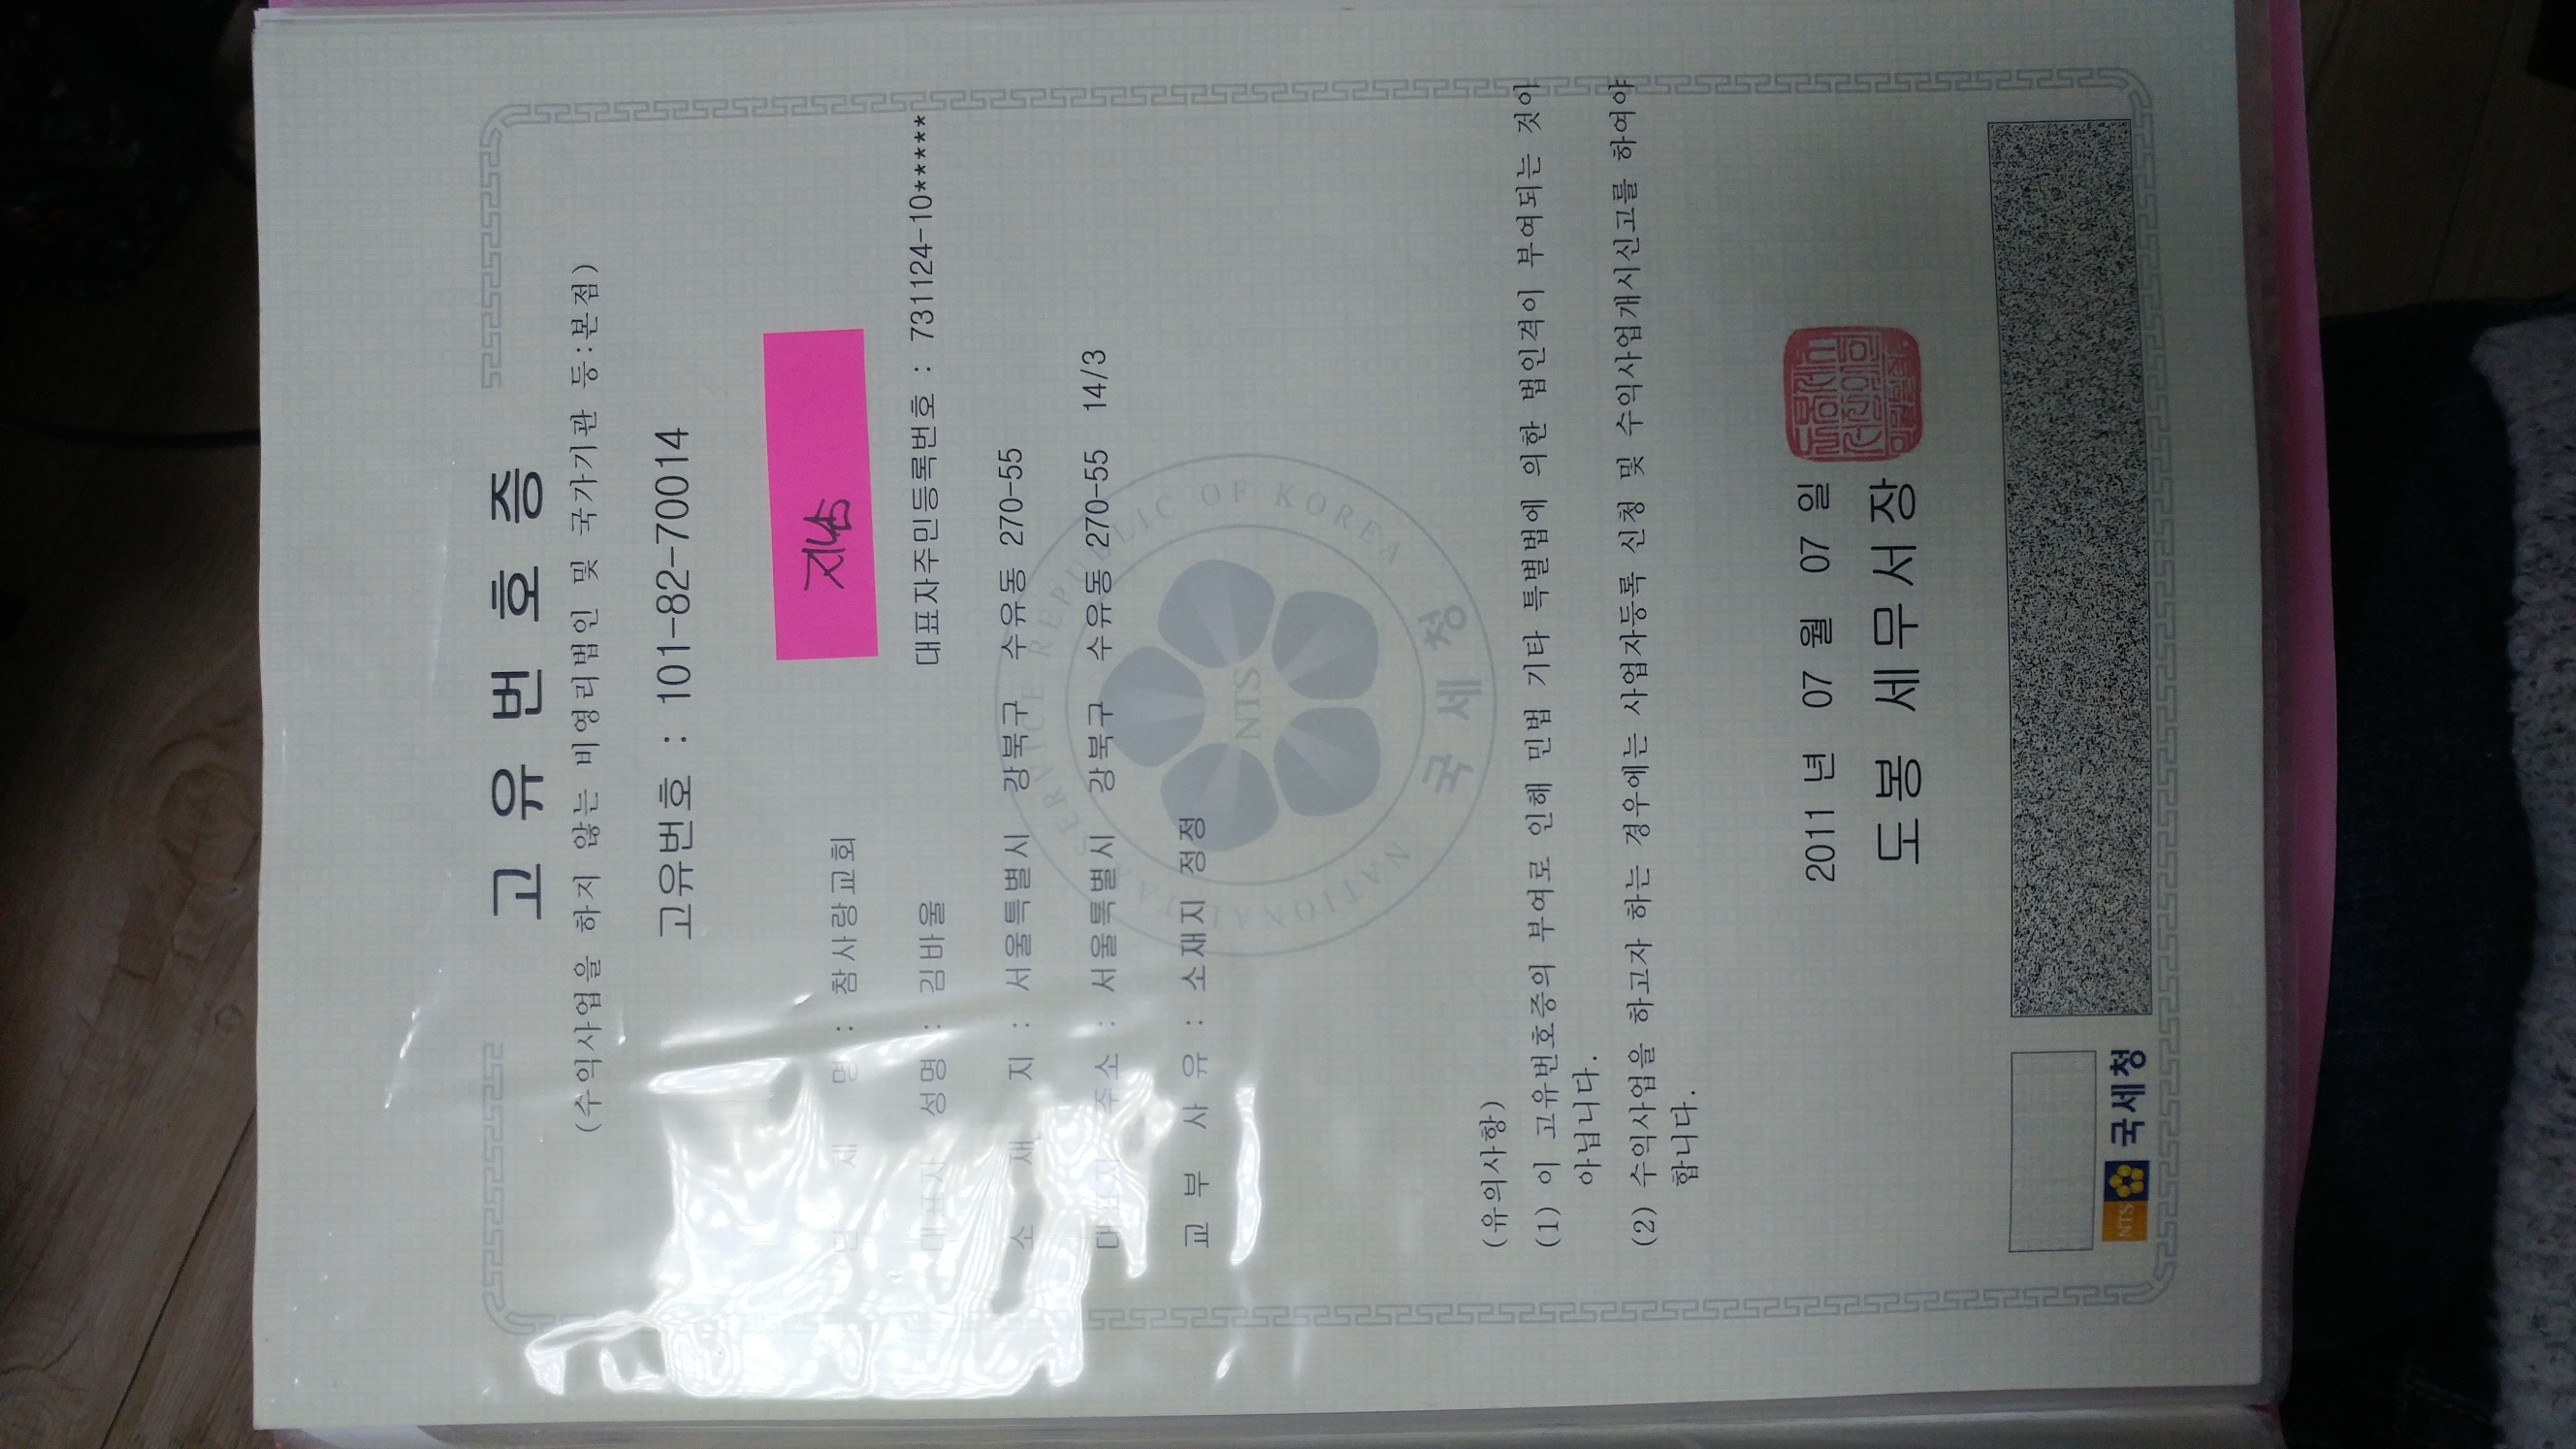 고유번호증
(수익사업을 하지 않는 비영리법인 및 국가기관 등:본점)
고유번호 : 101-82-70014
지출
단체명 : 참사랑교회
대표자성명 : 김바울 대표자주민등록번호 : 731124-10*****
소재지 : 서울특별시 강북구 수유동 270-55
대표자주소 : 서울특별시 강북구 수유동 270-55 14/3
교부사유 : 소재지 정정
NATIONAL TAX SERVICE REPUBLIC OF KOREA
NTS
국세청
(유의사항)
(1) 이 고유번호증의 부여로 인해 민법 기타 특별법에 의한 법인격이 부여되는 것이
아닙니다.
(2) 수익사업을 하고자 하는 경우에는 사업자등록 신청 및 수익사업개시신고를 하여야
합니다.
2011 년 07 월 07 일
도봉 세무서장
NTS 국세청